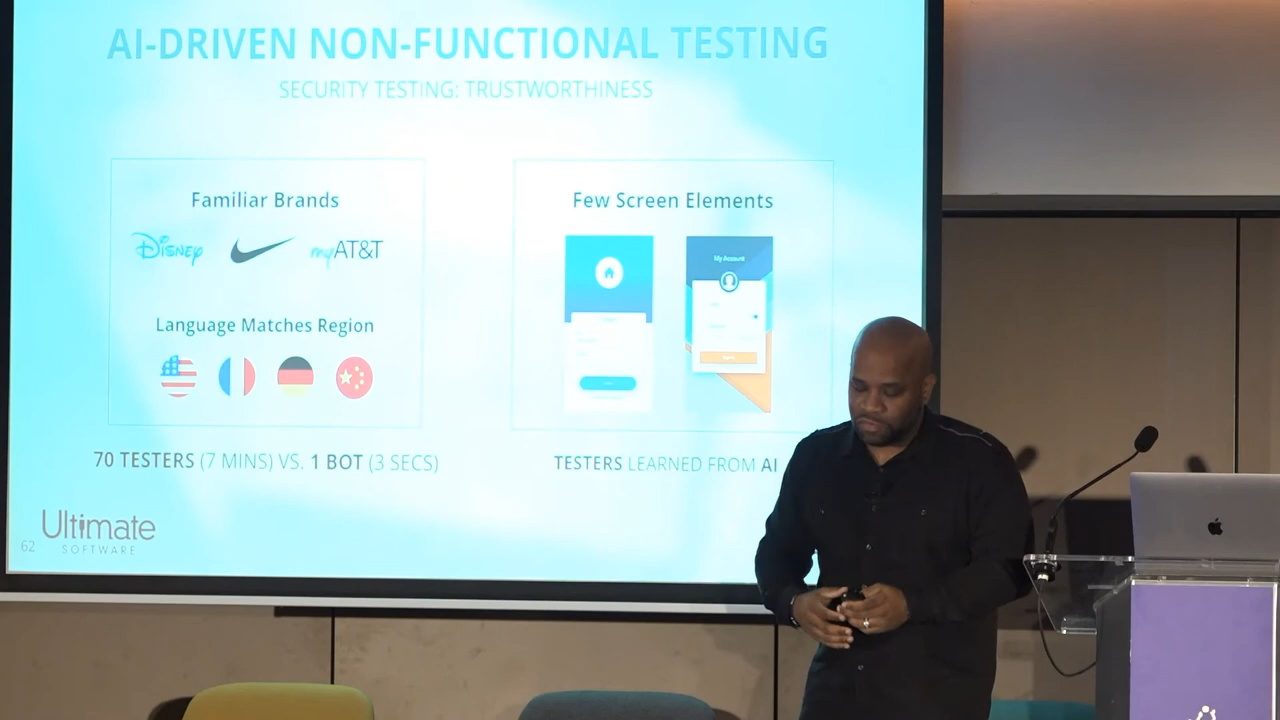 AI-DRIVEN NON-FUNCTIONAL TESTING
SECURITY TESTING: TRUSTWORTHINESS
Familiar Brands
Disney
myAT&T
Language Matches Region
70 TESTERS (7 MINS) VS. 1 BOT (3 SECS)
Few Screen Elements
My Account
TESTERS LEARNED FROM AI
62
Ultimate
SOFTWARE